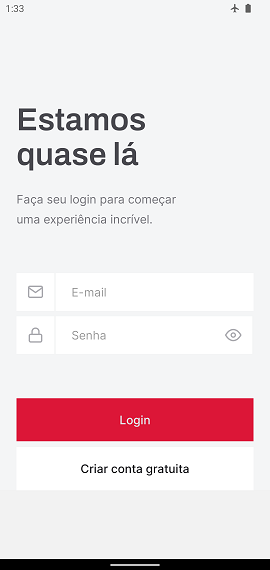 1:33
Estamos
quase lá
Faça seu login para começar
uma experiência incrível.
E-mail
Senha
Login
Criar conta gratuita